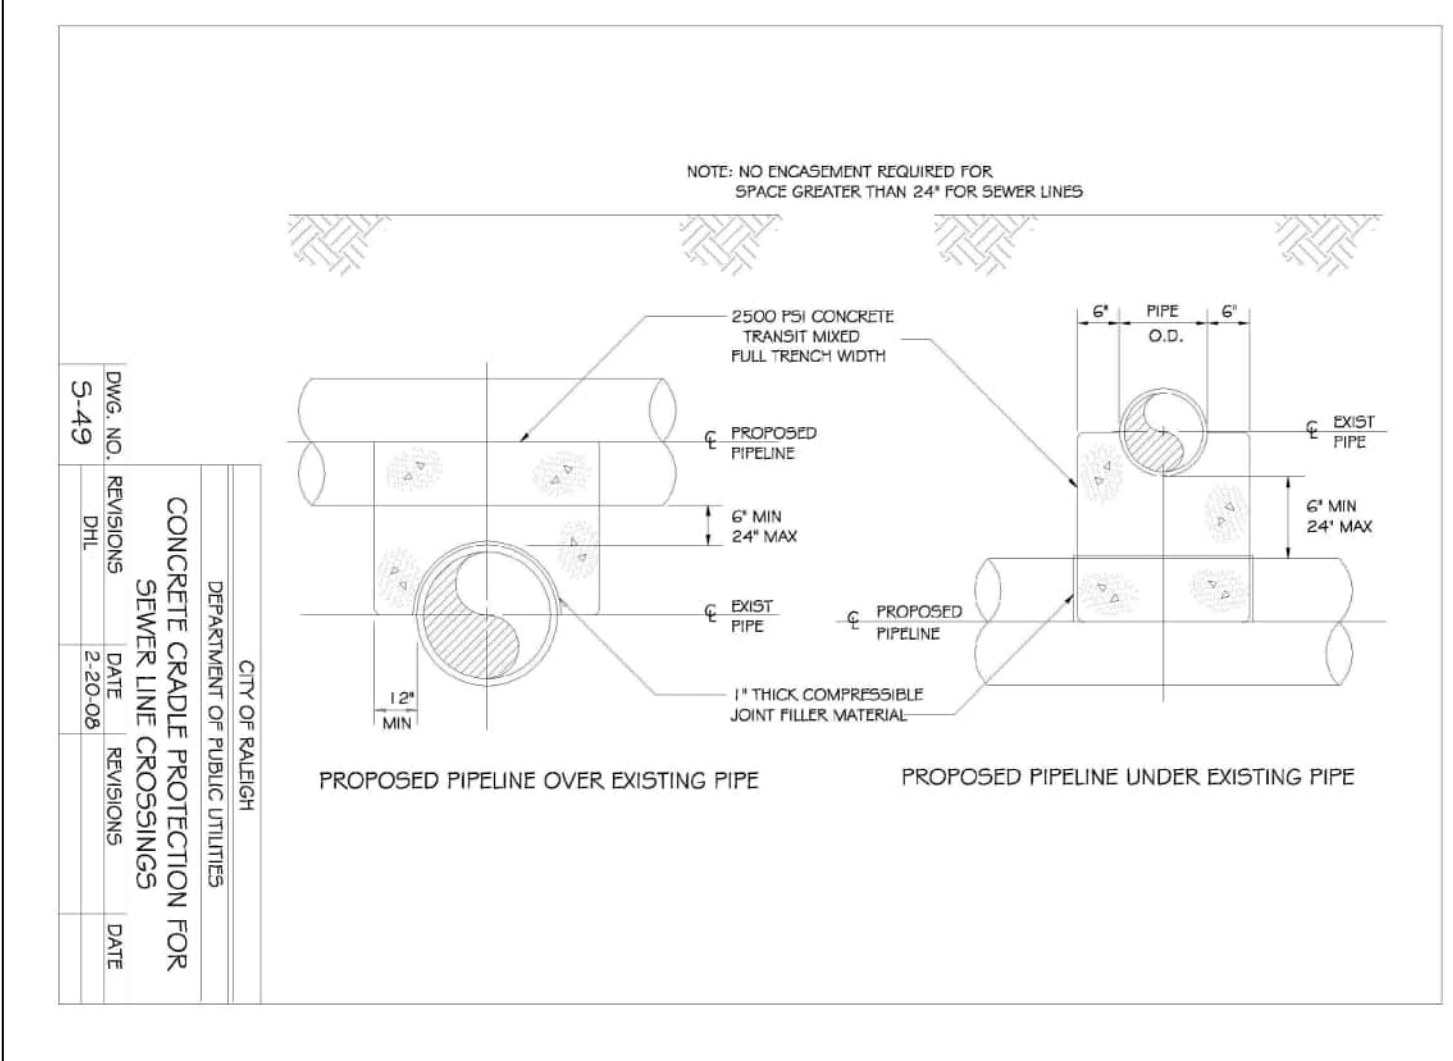 NOTE: NO ENCASEMENT REQUIRED FOR
SPACE GREATER THAN 24" FOR SEWER LINES
2500 PSI CONCRETE
TRANSIT MIXED
FULL TRENCH WIDTH
℄ PROPOSED
PIPELINE
6" MIN
24" MAX
℄ EXIST
PIPE
12"
MIN
1" THICK COMPRESSIBLE
JOINT FILLER MATERIAL
PROPOSED PIPELINE OVER EXISTING PIPE
6" PIPE 6"
O.D.
℄ EXIST
PIPE
6" MIN
24" MAX
℄ PROPOSED
PIPELINE
PROPOSED PIPELINE UNDER EXISTING PIPE
CITY OF RALEIGH
DEPARTMENT OF PUBLIC UTILITIES
CONCRETE CRADLE PROTECTION FOR
SEWER LINE CROSSINGS
DWG. NO. REVISIONS DATE REVISIONS DATE
S-49 DHL 2-20-08